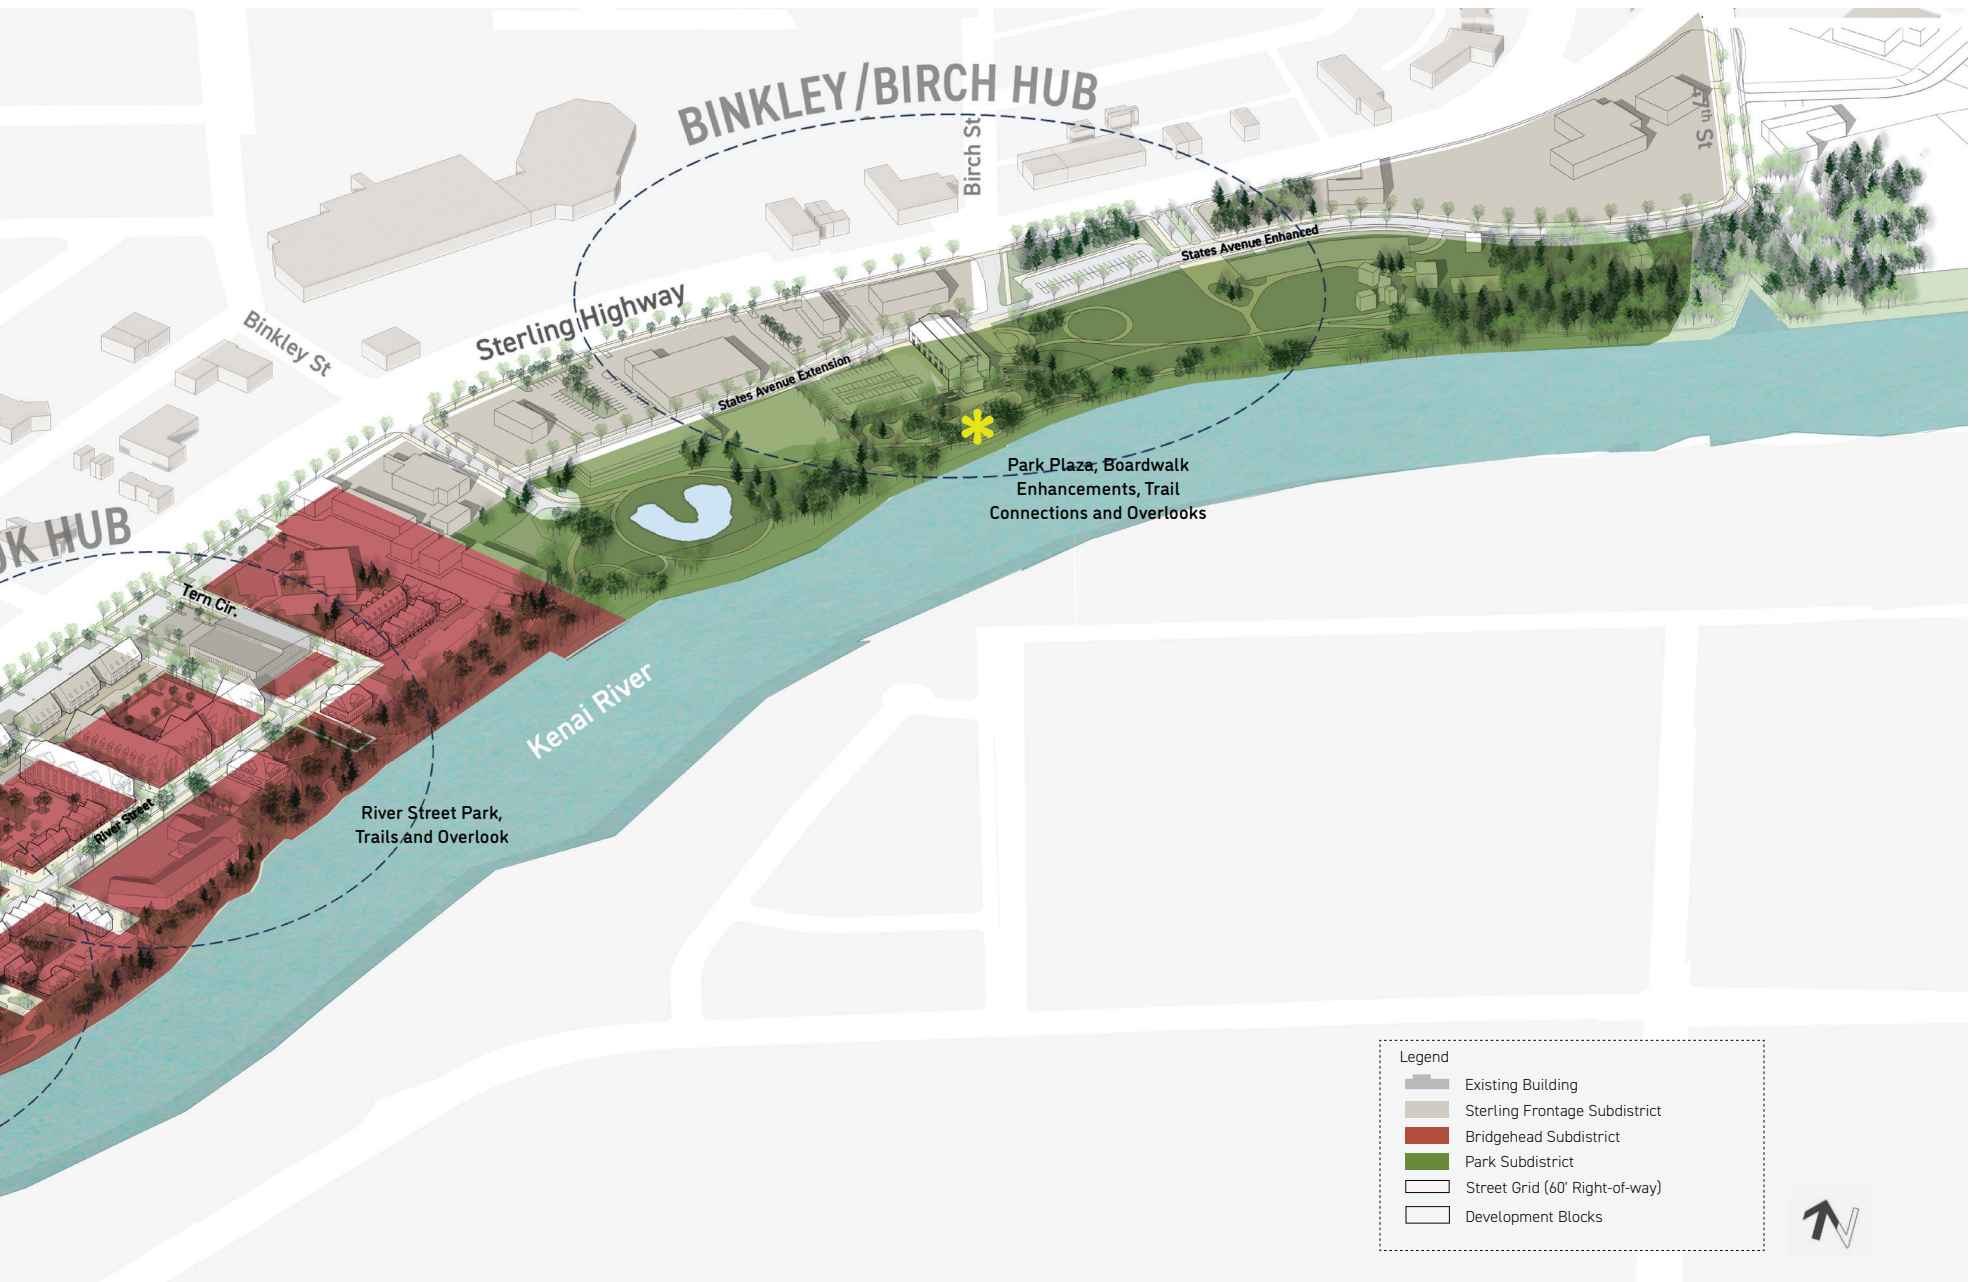 BINKLEY/BIRCH HUB
Birch St
47th St
States Avenue Enhanced
Sterling Highway
Binkley St
States Avenue Extension
Park Plaza, Boardwalk
Enhancements, Trail
Connections and Overlooks
HUB
Tern Cir.
Kenai River
River Street
River Street Park,
Trails and Overlook
Legend
Existing Building
Sterling Frontage Subdistrict
Bridgehead Subdistrict
Park Subdistrict
Street Grid (60' Right-of-way)
Development Blocks
N